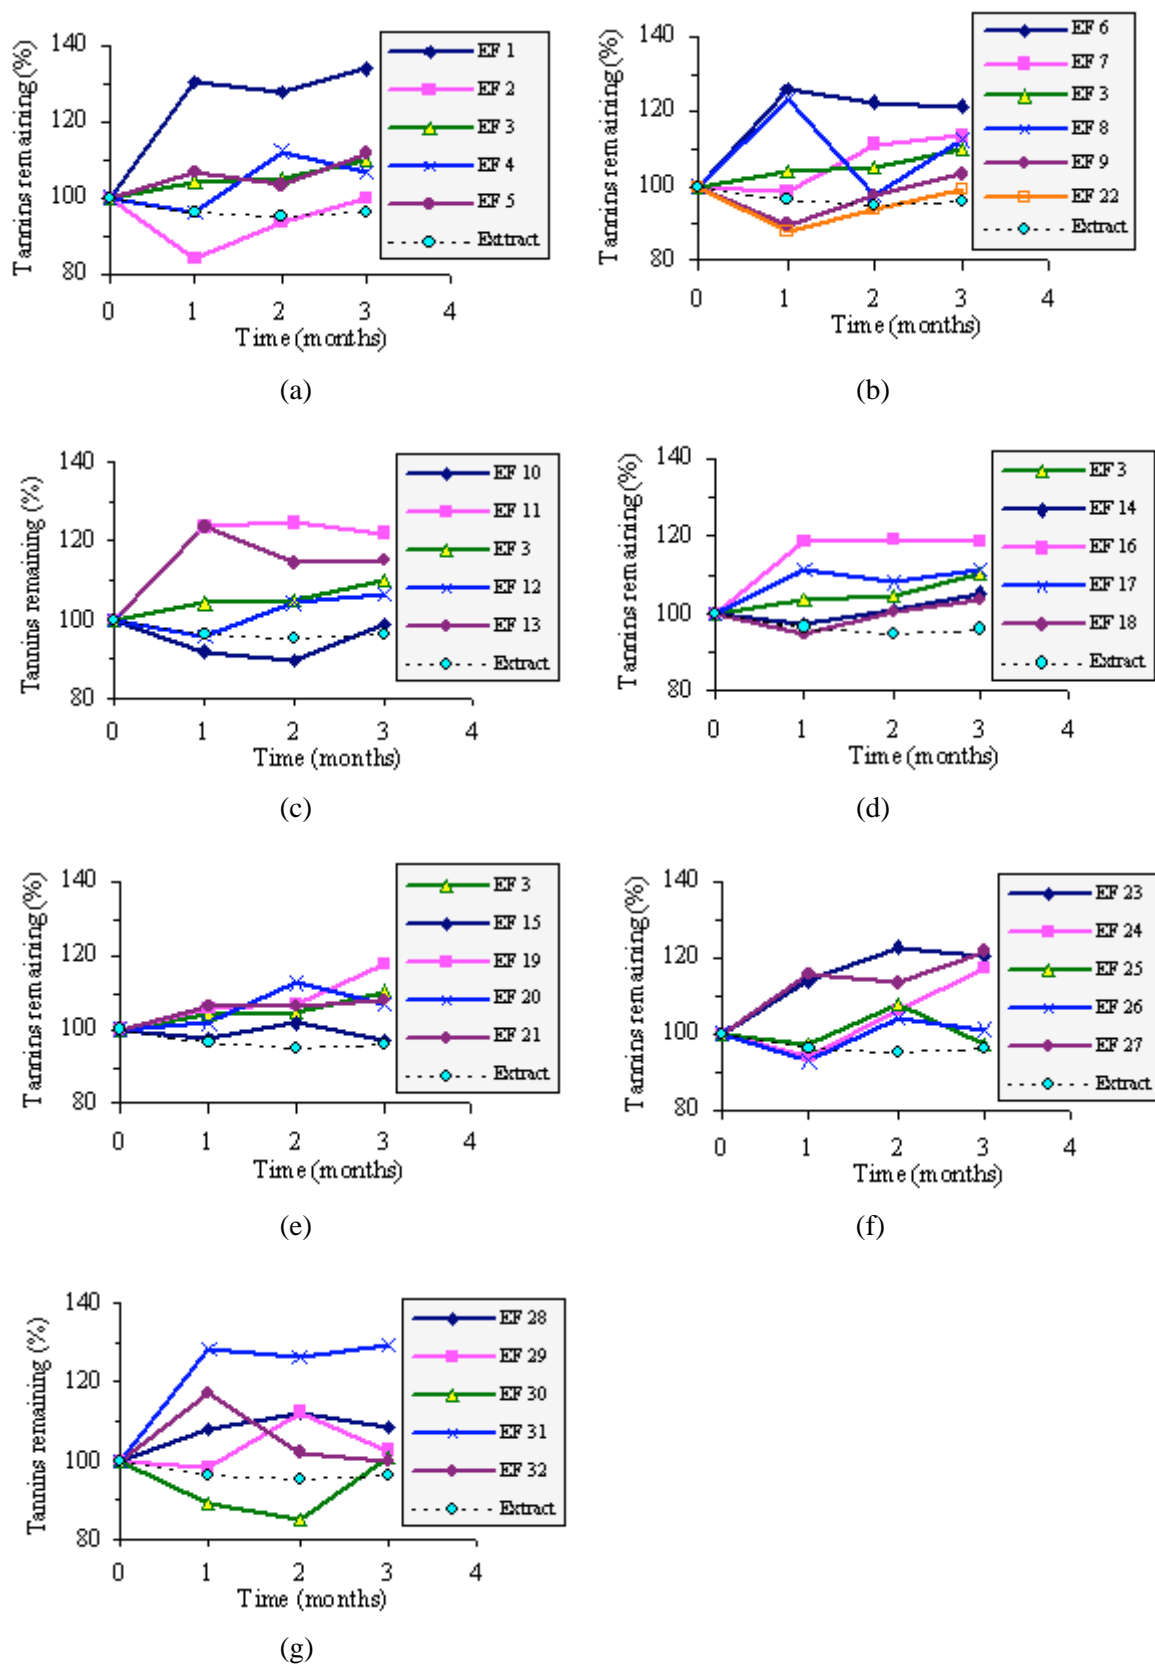 140
120
100
80
Tannins remaining (%)
0 1 2 3 4
Time (months)
EF 1
EF 2
EF 3
EF 4
EF 5
Exttract
(a)
140
120
100
80
Tannins remaining (%)
0 1 2 3 4
Time (months)
EF 6
EF 7
EF 3
EF 8
EF 9
EF 22
Extract
(b)
140
120
100
80
Tannins remaining (%)
0 1 2 3 4
Time (months)
EF 10
EF 11
EF 3
EF 12
EF 13
Extract
(c)
140
120
100
80
Tannins remaining (%)
0 1 2 3 4
Time (months)
EF 3
EF 14
EF 16
EF 17
EF 18
Extract
(d)
140
120
100
80
Tannins remaining (%)
0 1 2 3 4
Time (months)
EF 3
EF 15
EF 19
EF 20
EF 21
Extract
(e)
140
120
100
80
Tannins remaining (%)
0 1 2 3 4
Time (months)
EF 23
EF 24
EF 25
EF 26
EF 27
Extract
(f)
140
120
100
80
Tannins remaining (%)
0 1 2 3 4
Time (months)
EF 28
EF 29
EF 30
EF 31
EF 32
Extract
(g)